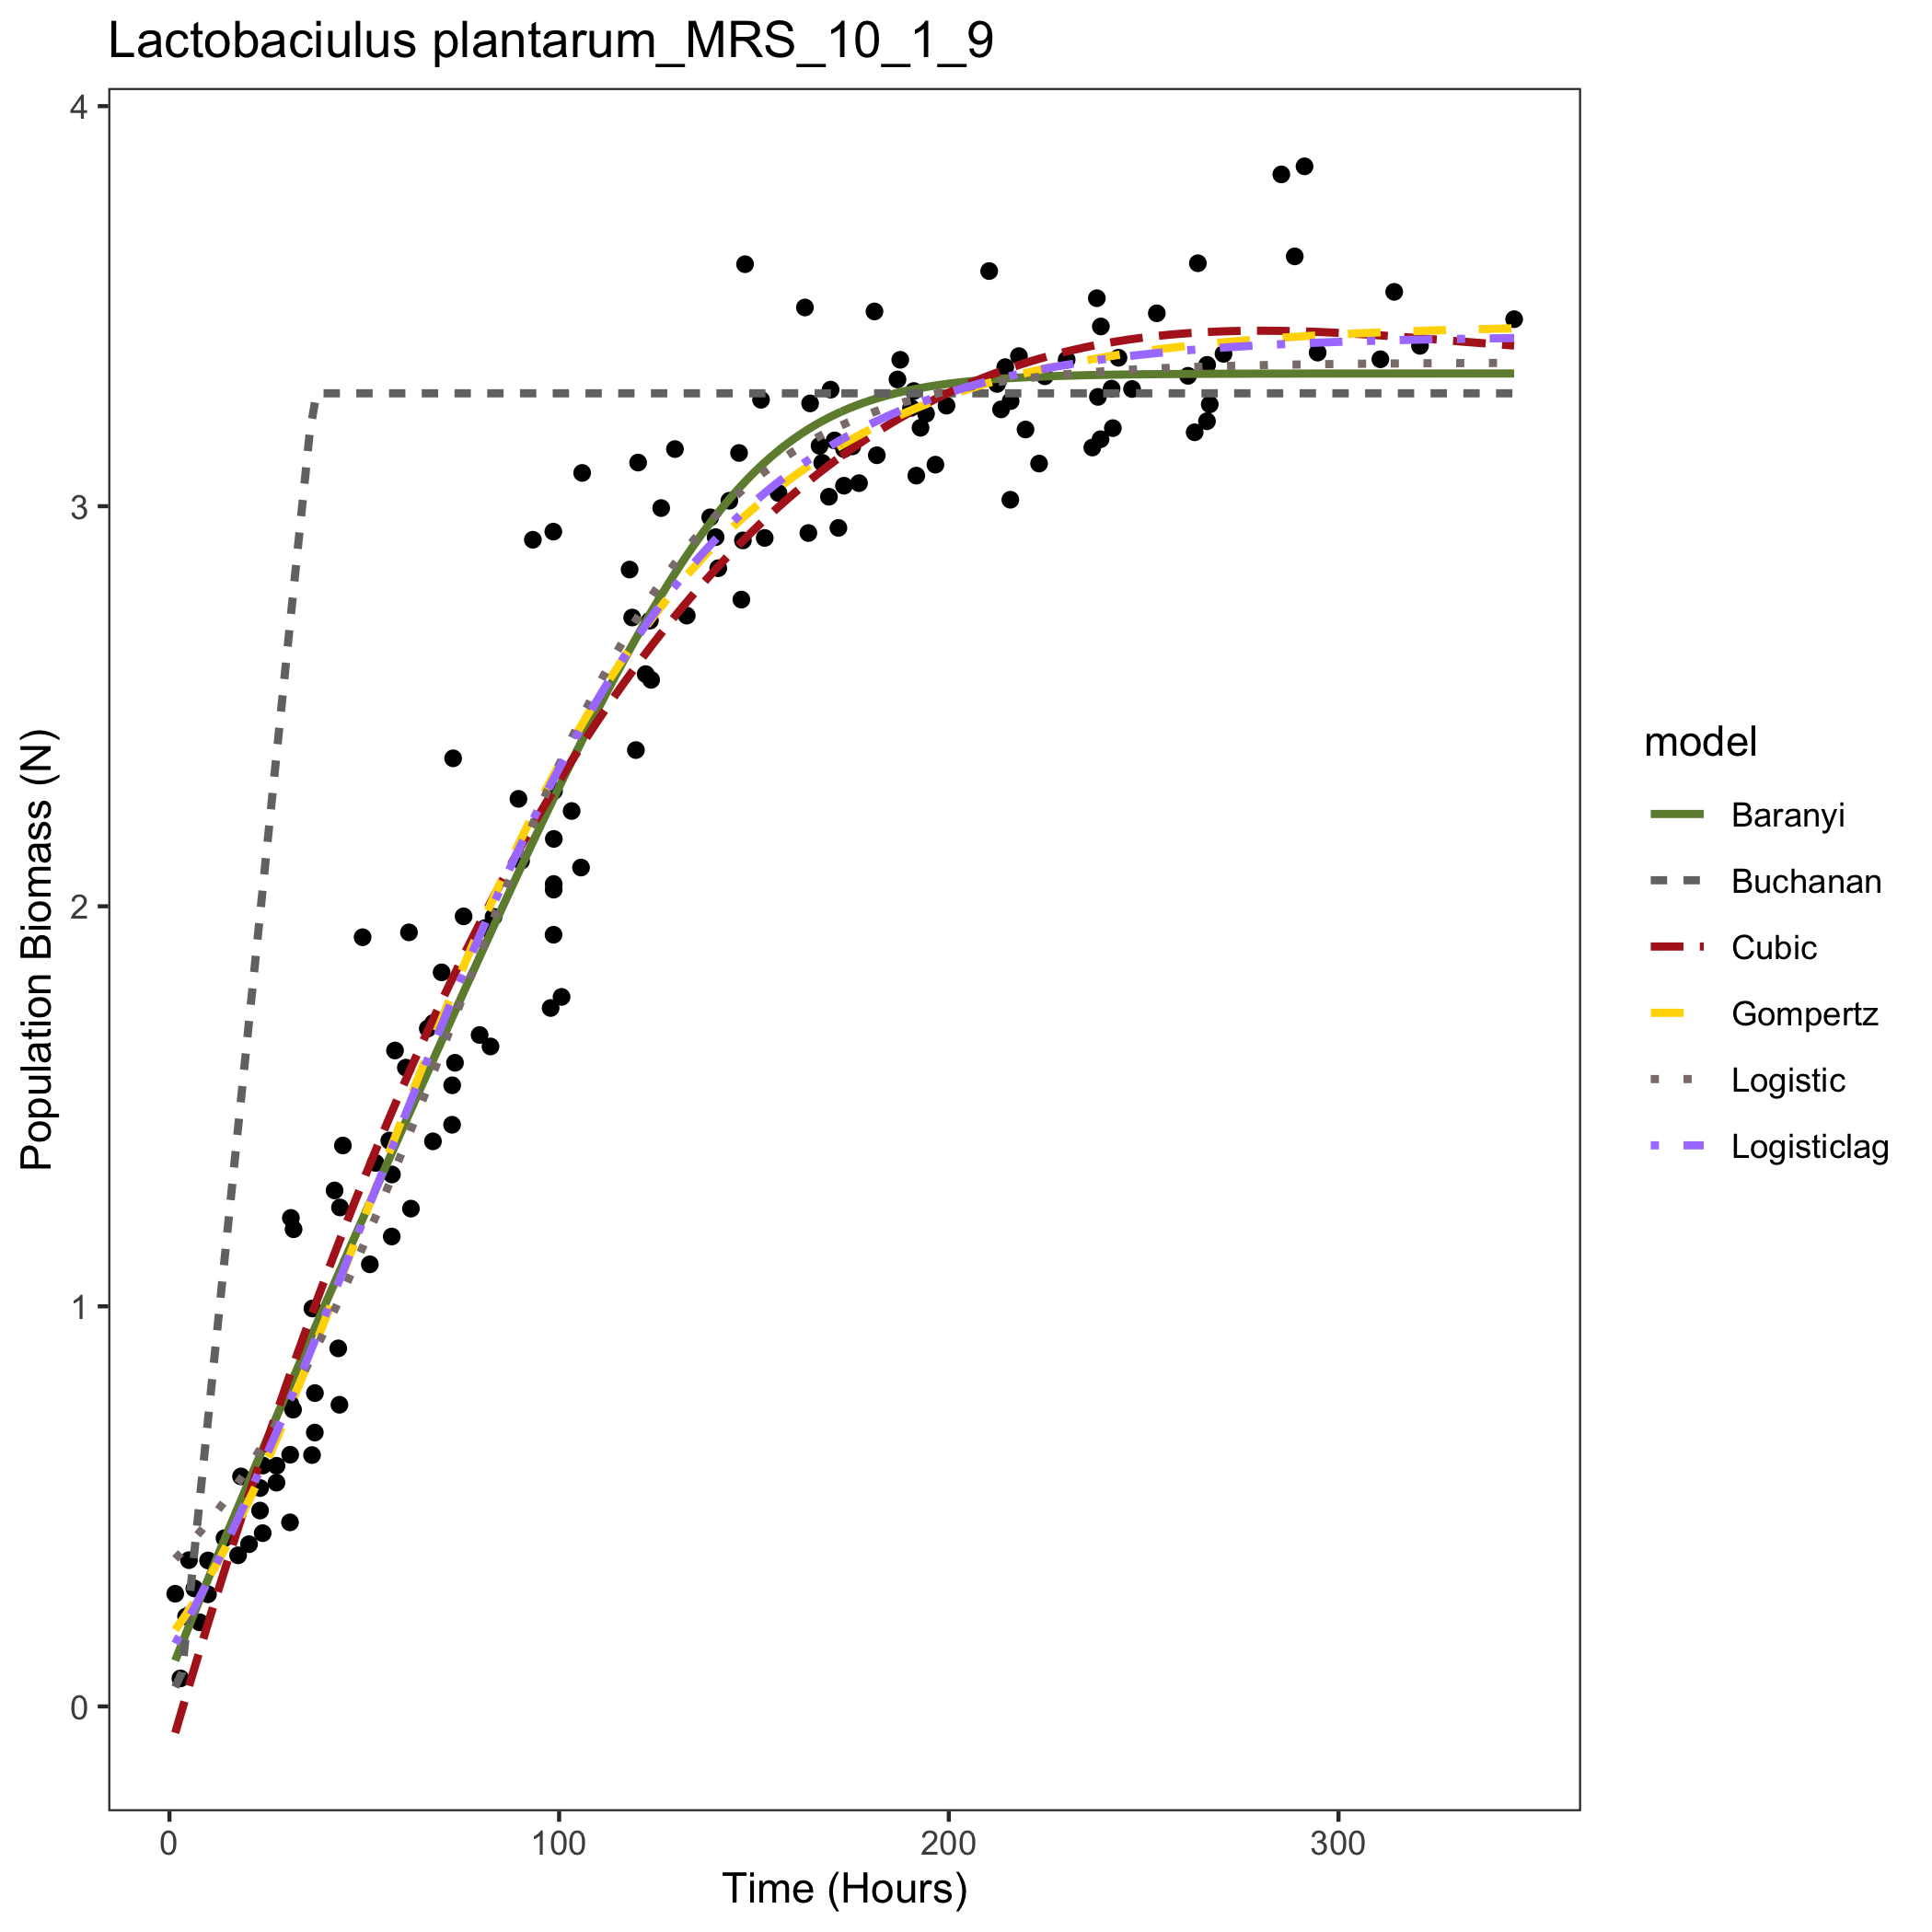 Lactobaciulus plantarum_MRS_10_1_9
4
3
2
1
0
Population Biomass (N)
0 100 200 300
Time (Hours)
model
Baranyi
Buchanan
Cubic
Gompertz
Logistic
Logisticlag